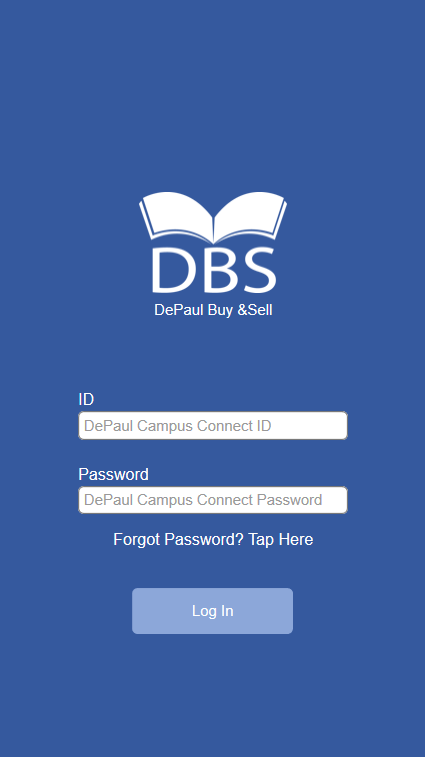 DBS
DePaul Buy &Sell
ID
DePaul Campus Connect ID
Password
DePaul Campus Connect Password
Forgot Password? Tap Here
Log In